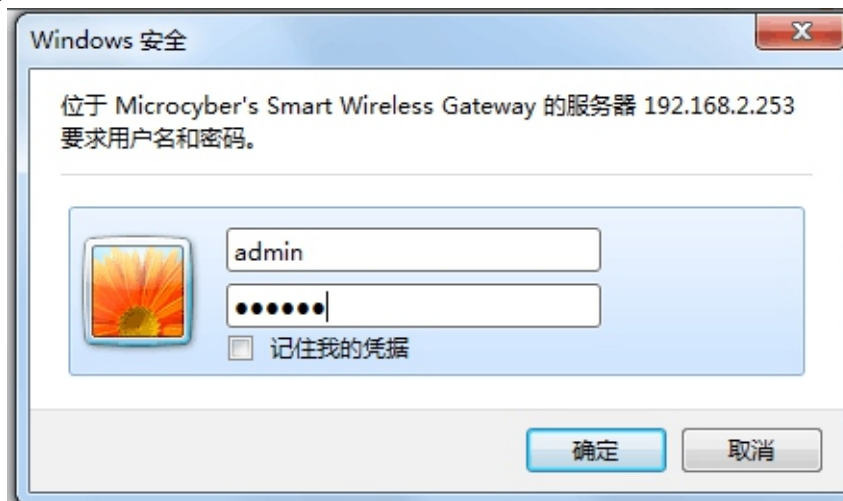 Windows 安全
位于 Microcyber's Smart Wireless Gateway 的服务器 192.168.2.253
要求用户名和密码。
admin
●●●●●●
记住我的凭据
确定
取消